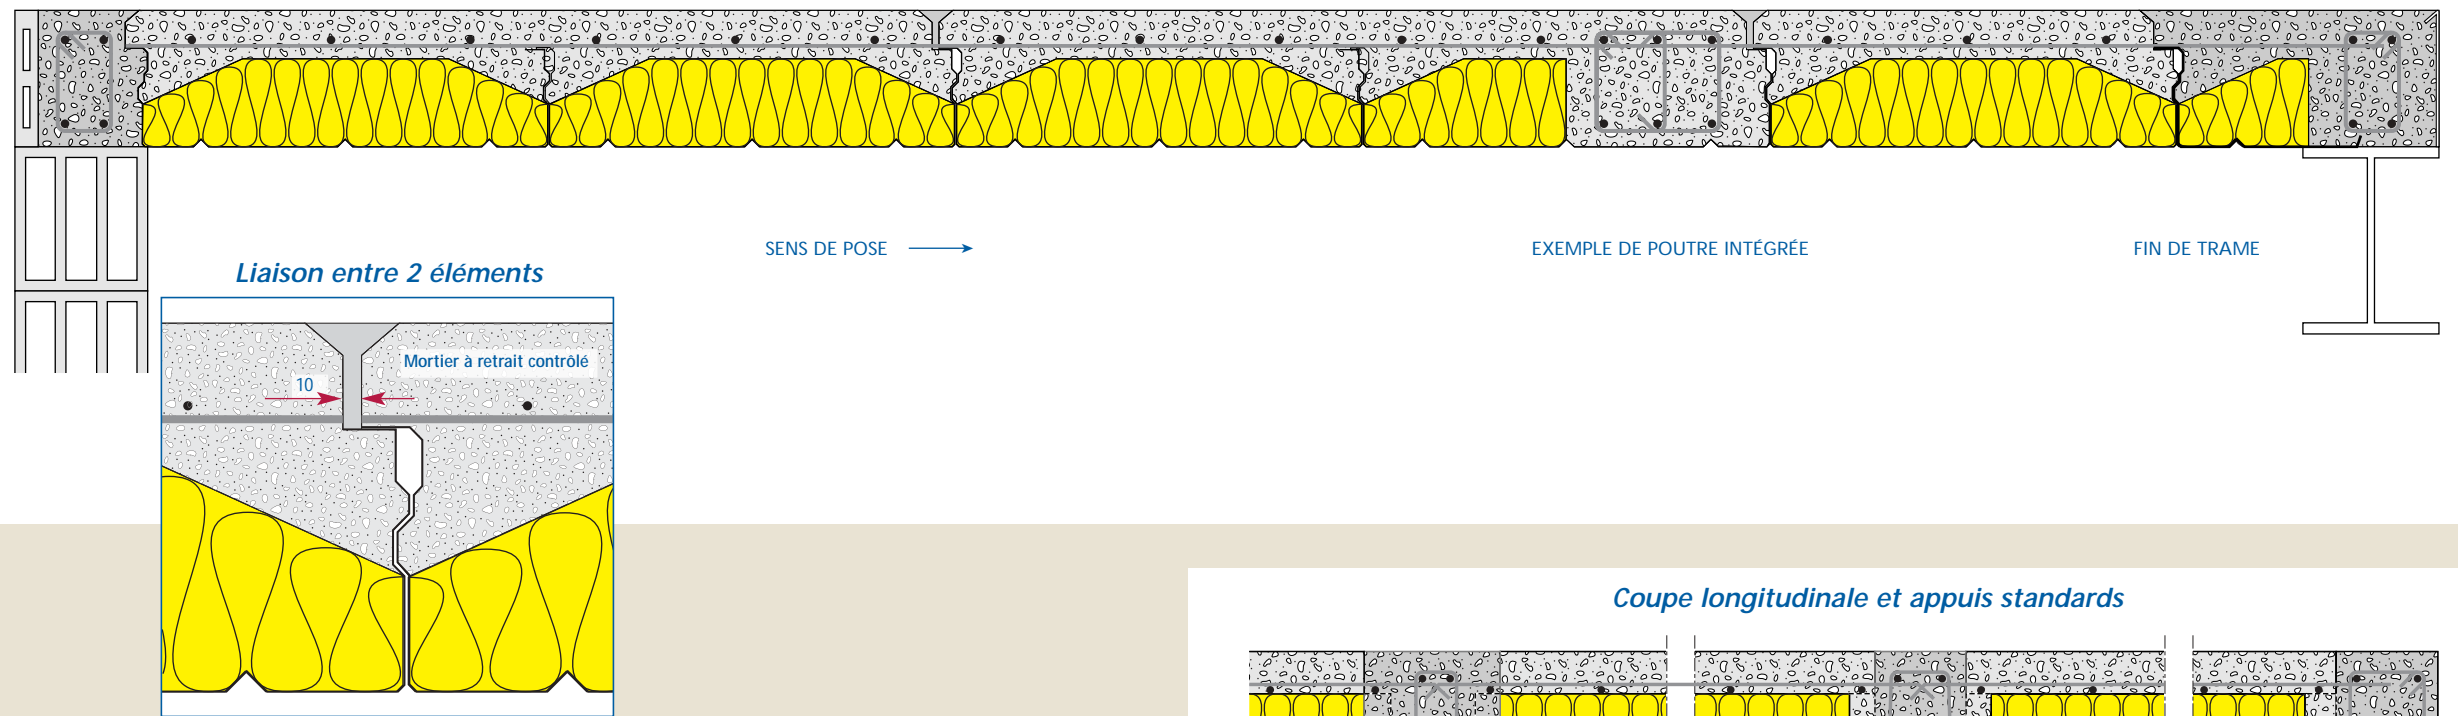 SENS DE POSE
EXEMPLE DE POUTRE INTÉGRÉE
FIN DE TRAME
Liaison entre 2 éléments
Mortier à retrait contrôlé
10
Coupe longitudinale et appuis standards